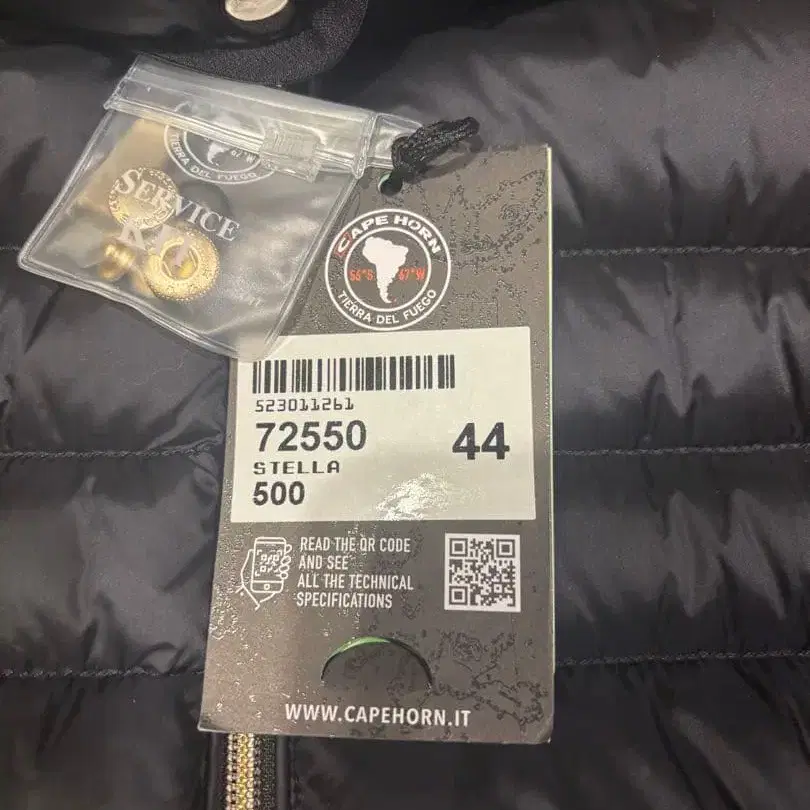 TIERRA DEL FUEGO
SERVICE
KIT
CAPE HORN
56°S 67°W
TIERRA DEL FUEGO
523011261
72550 44
STELLA
500
READ THE QR CODE
AND SEE
ALL THE TECHNICAL
SPECIFICATIONS
WWW.CAPEHORN.IT